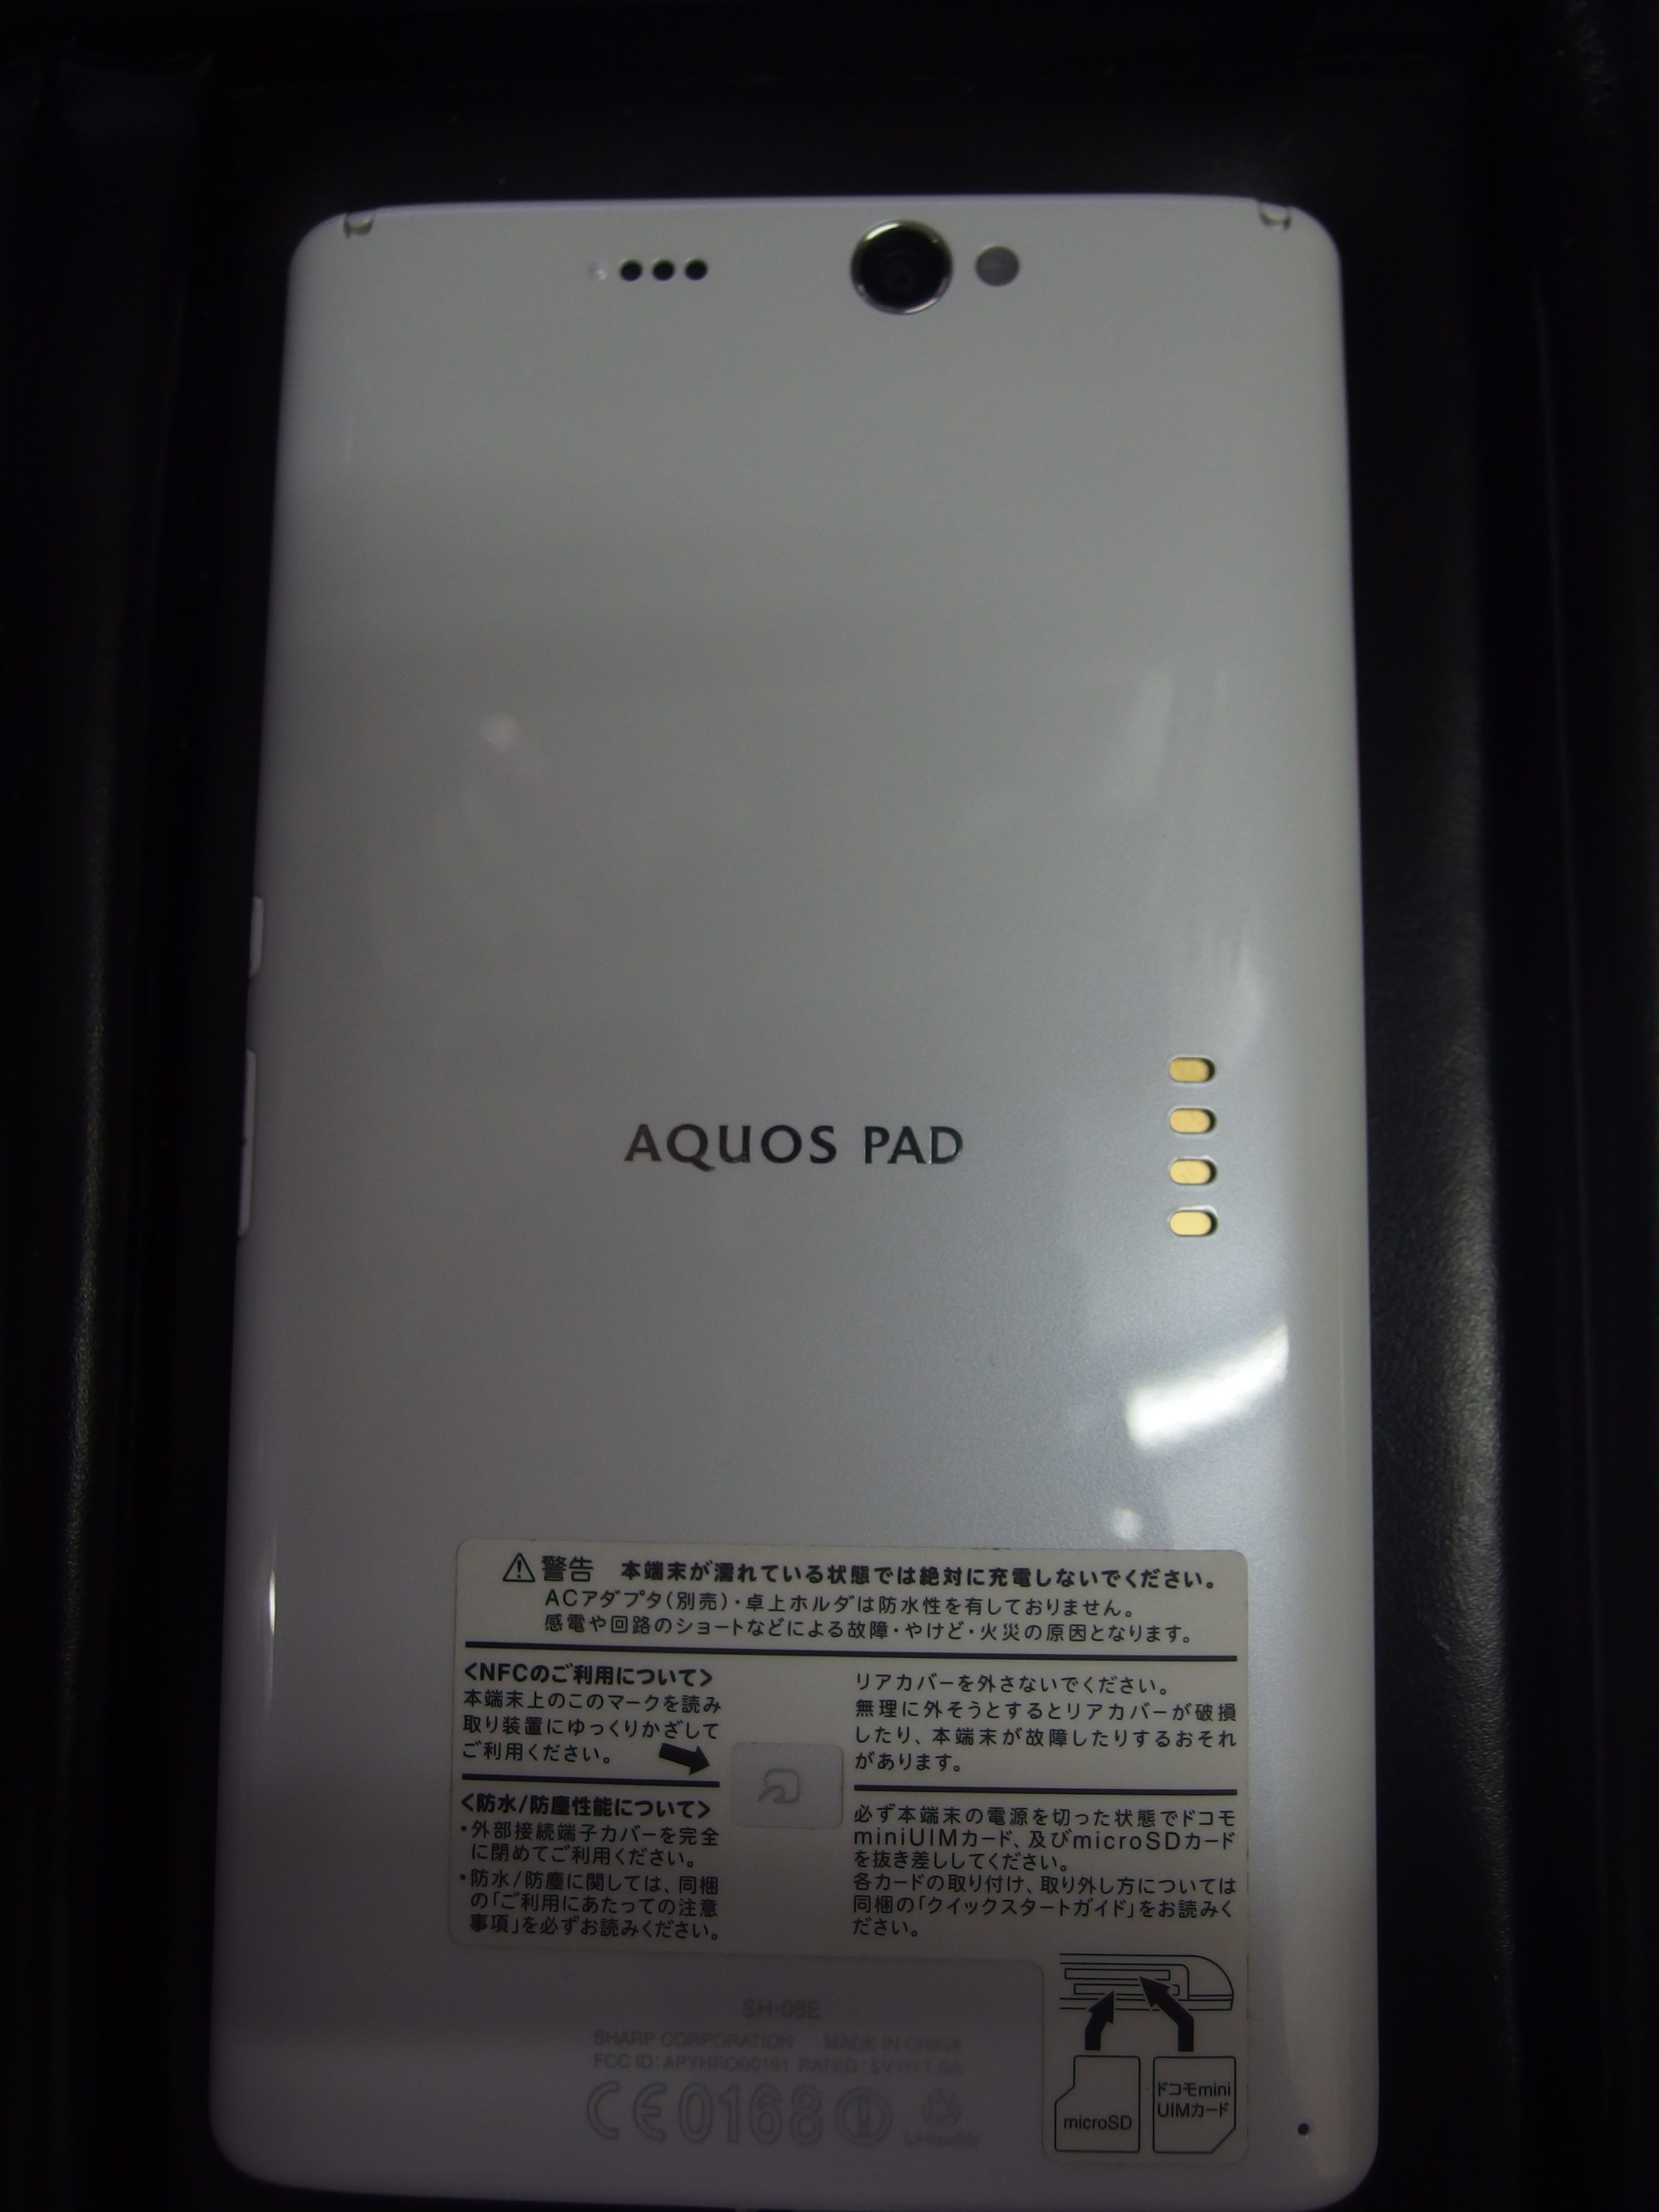 AQUOS PAD
警告 本端末が濡れている状態では絶対に充電しないでください。
ACアダプタ(別売)・卓上ホルダは防水性を有しておりません。
感電や回路のショートなどによる故障・やけど・火災の原因となります。
<NFCのご利用について>
本端末上のこのマークを読み
取り装置にゆっくりかざして
ご利用ください。
<防水/防塵性能について>
・外部接続端子カバーを完全
に閉めてご利用ください。
・防水/防塵に関しては、同梱
の「ご利用にあたっての注意
事項」を必ずお読みください。
リアカバーを外さないでください。
無理に外そうとするとリアカバーが破損
したり、本端末が故障したりするおそれ
があります。
必ず本端末の電源を切った状態でドコモ
miniUIMカード、及びmicroSDカード
を抜き差ししてください。
各カードの取り付け、取り外し方については
同梱の「クイックスタートガイド」をお読みく
ださい。
microSD
ドコモmini
UIMカード
SH-08E
SHARP CORPORATION MADE IN CHINA
FCC ID: APYHRO00191 RATED : 5V 1.8A
CE0168